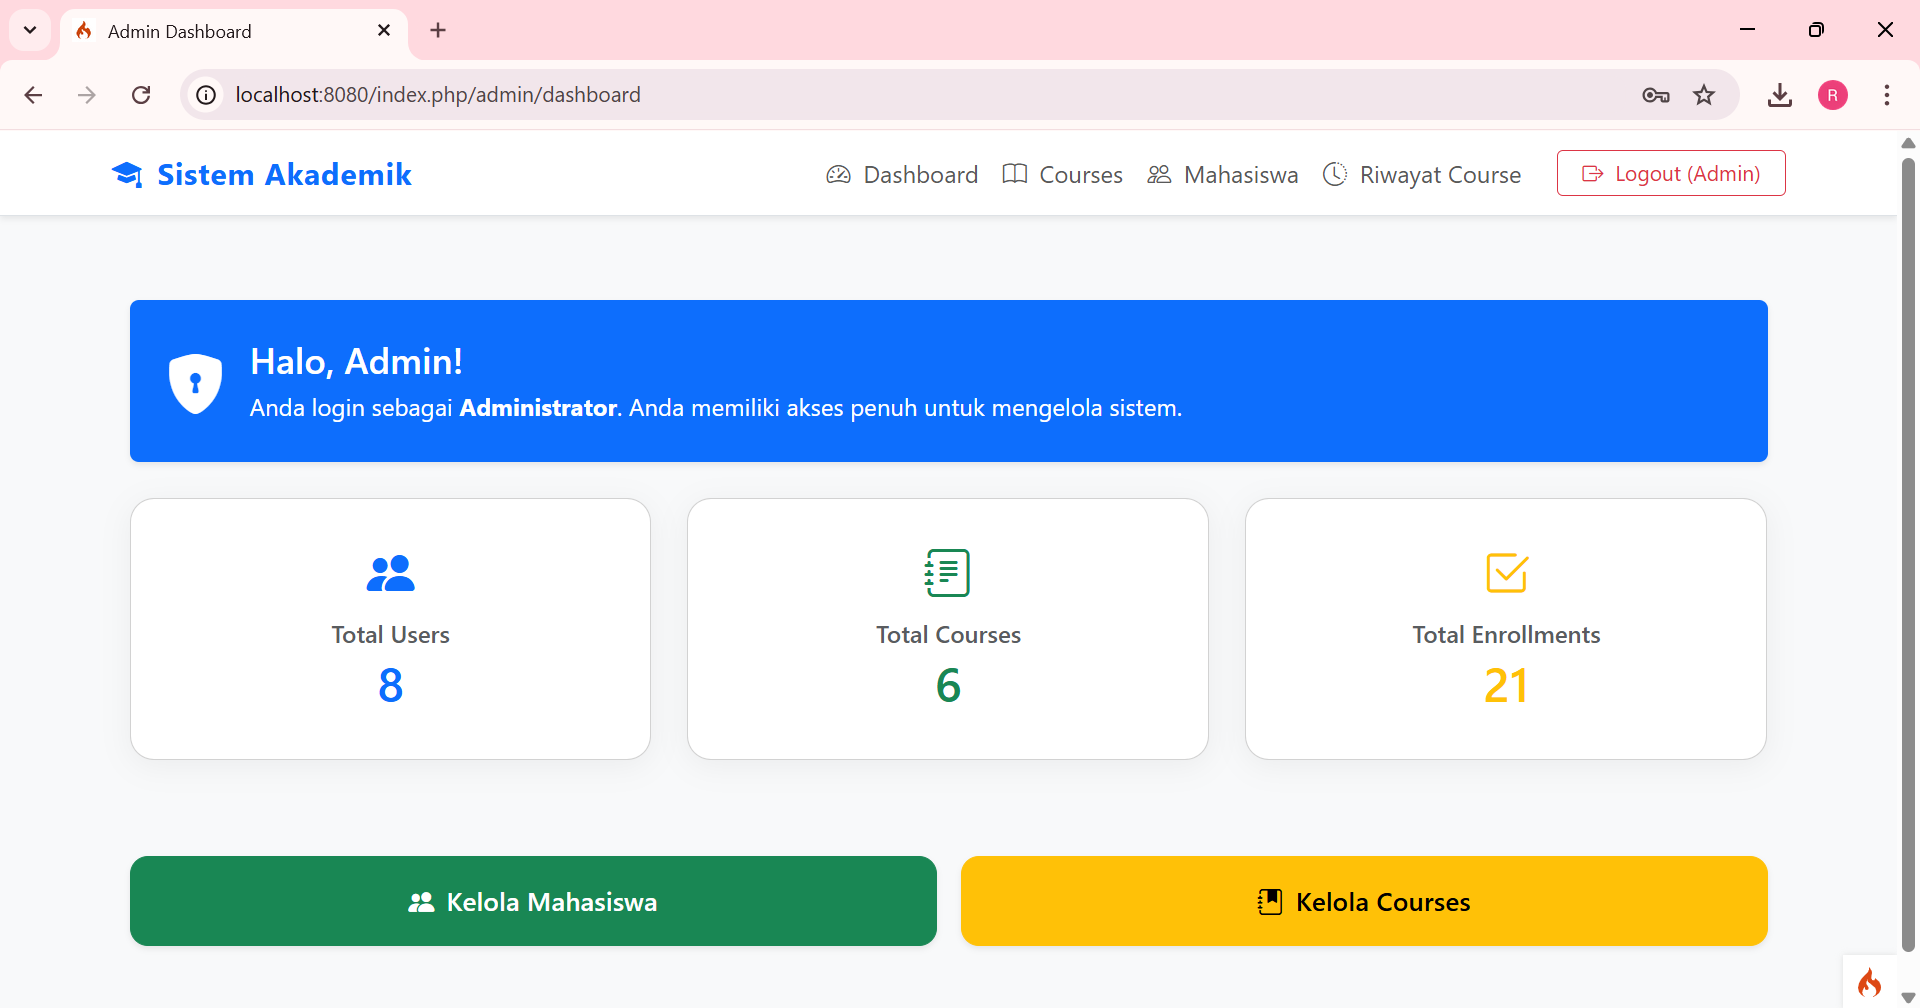 Admin Dashboard
localhost:8080/index.php/admin/dashboard
R
Sistem Akademik
Dashboard
Courses
Mahasiswa
Riwayat Course
Logout (Admin)
Halo, Admin!
Anda login sebagai Administrator. Anda memiliki akses penuh untuk mengelola sistem.
Total Users
8
Total Courses
6
Total Enrollments
21
Kelola Mahasiswa
Kelola Courses